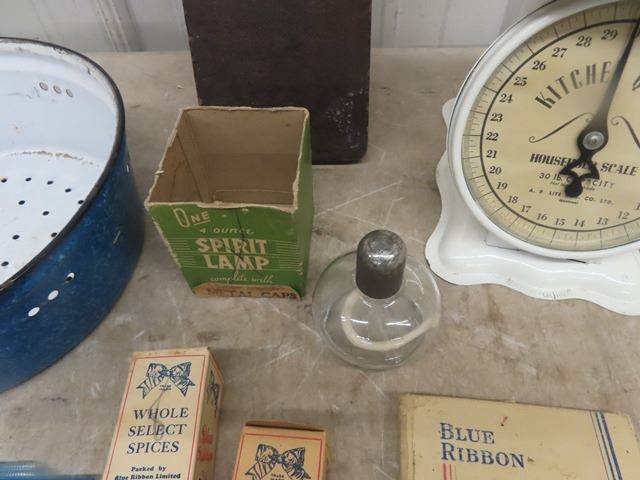 ONE
4 OUNCE
SPIRIT
LAMP
complete with
METAL CAPS
KITCHEN
HOUSEHOLD SCALE
30 lb. CAPACITY
29
28
27
26
25
24
23
22
21
20
19
18
17
16
15
14
13
12
WHOLE
SELECT
SPICES
Packed by
Blue Ribbon Limited
Blue Ribbon
BLUE
RIBBON